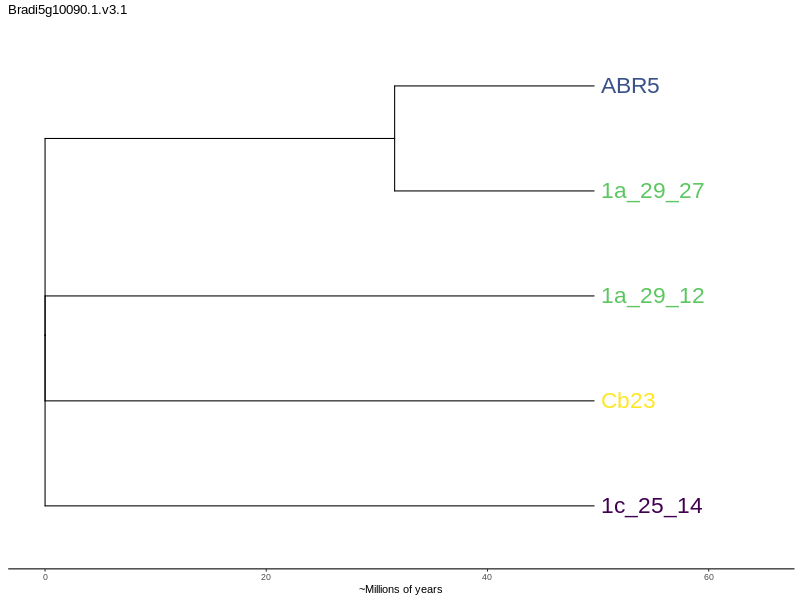 Bradi5g10090.1.v3.1
ABR5
1a_29_27
1a_29_12
Cb23
1c_25_14
0 20 40 60
~Millions of years